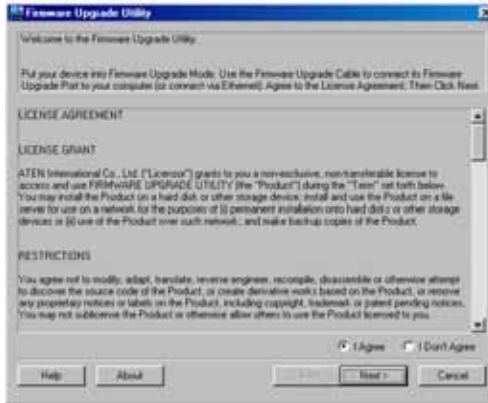 Firmware Upgrade Utility
Welcome to the Firmware Upgrade Utility
Put your device into Firmware Upgrade Mode. Use the Firmware Upgrade Cable to connect its Firmware
Upgrade Port to your computer (or connect via Ethernet). Agree to the License Agreement; Then Click Next.
LICENSE AGREEMENT
LICENSE GRANT
ATEN International Co., Ltd. ("Licensor") grants to you a non-exclusive, non-transferable license to
access and use FIRMWARE UPGRADE UTILITY (the "Product") during the "Term" set forth below.
You may install the Product on a hard disk or other storage device; install and use the Product on a file
server for use on a network for the purposes of (i) permanent installation onto hard disks or other storage
devices or (ii) use of the Product over such network; and make backup copies of the Product.
RESTRICTIONS
You agree not to modify, adapt, translate, reverse engineer, decompile, disassemble or otherwise attempt
to discover the source code of the Product, or create derivative works based on the Product, or remove
any proprietary notices or labels on the Product, including copyright, trademark or patent pending notices.
You may not sublicense the Product or otherwise allow others to use the Product licensed to you.
I Agree I Don't Agree
Help About Next > Cancel